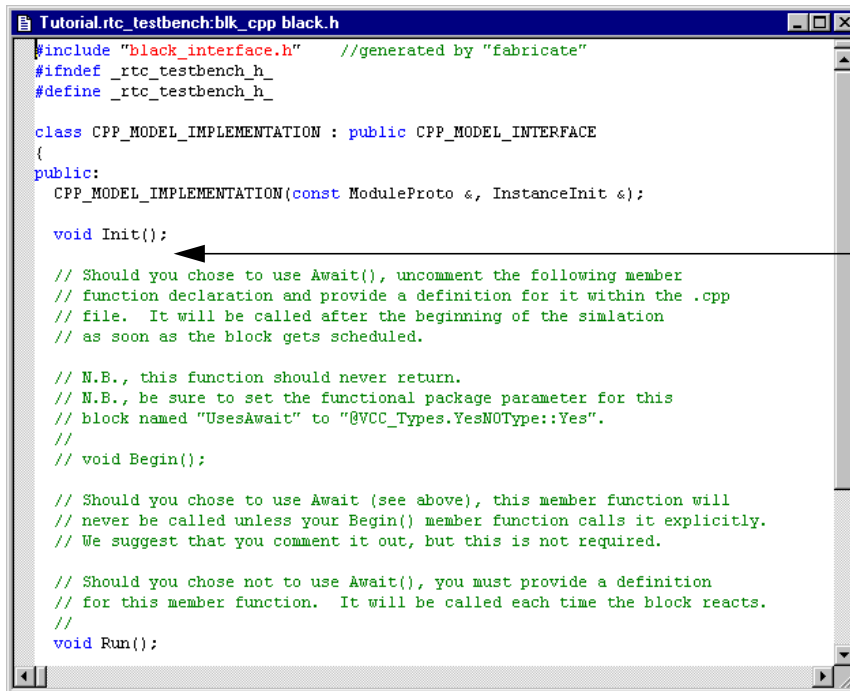 Tutorial.rtc_testbench:blk_cpp black.h
#include "black_interface.h"    //generated by "fabricate"
#ifndef _rtc_testbench_h_
#define _rtc_testbench_h_
class CPP_MODEL_IMPLEMENTATION : public CPP_MODEL_INTERFACE
{
public:
CPP_MODEL_IMPLEMENTATION(const ModuleProto &, InstanceInit &);
void Init();
// Should you chose to use Await(), uncomment the following member
// function declaration and provide a definition for it within the .cpp
// file.  It will be called after the beginning of the simlation
// as soon as the block gets scheduled.
// N.B., this function should never return.
// N.B., be sure to set the functional package parameter for this
// block named "UsesAwait" to "@VCC_Types.YesNOType::Yes".
//
// void Begin();
// Should you chose to use Await (see above), this member function will
// never be called unless your Begin() member function calls it explicitly.
// We suggest that you comment it out, but this is not required.
// Should you chose not to use Await(), you must provide a definition
// for this member function.  It will be called each time the block reacts.
//
void Run();